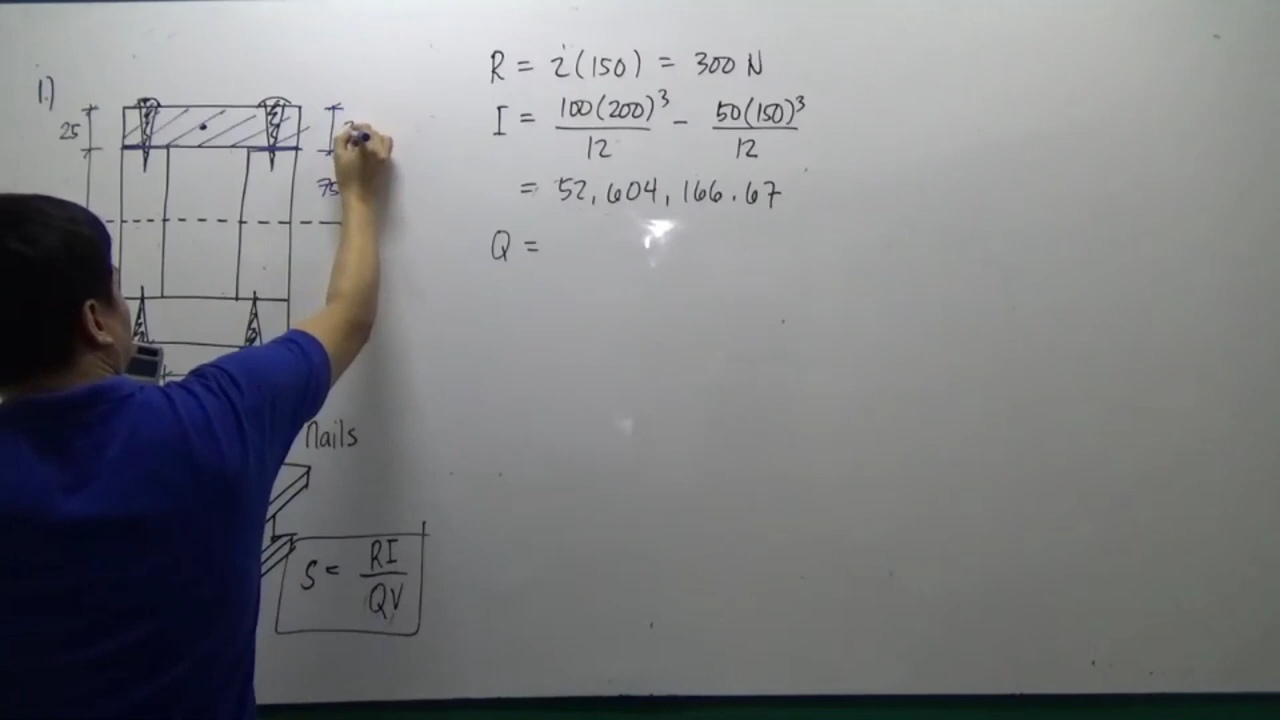 1.)
25
75
Nails
S = RI / QV
R = 2(150) = 300 N
I = 100(200)³ / 12 - 50(150)³ / 12
= 52,604,166.67
Q =